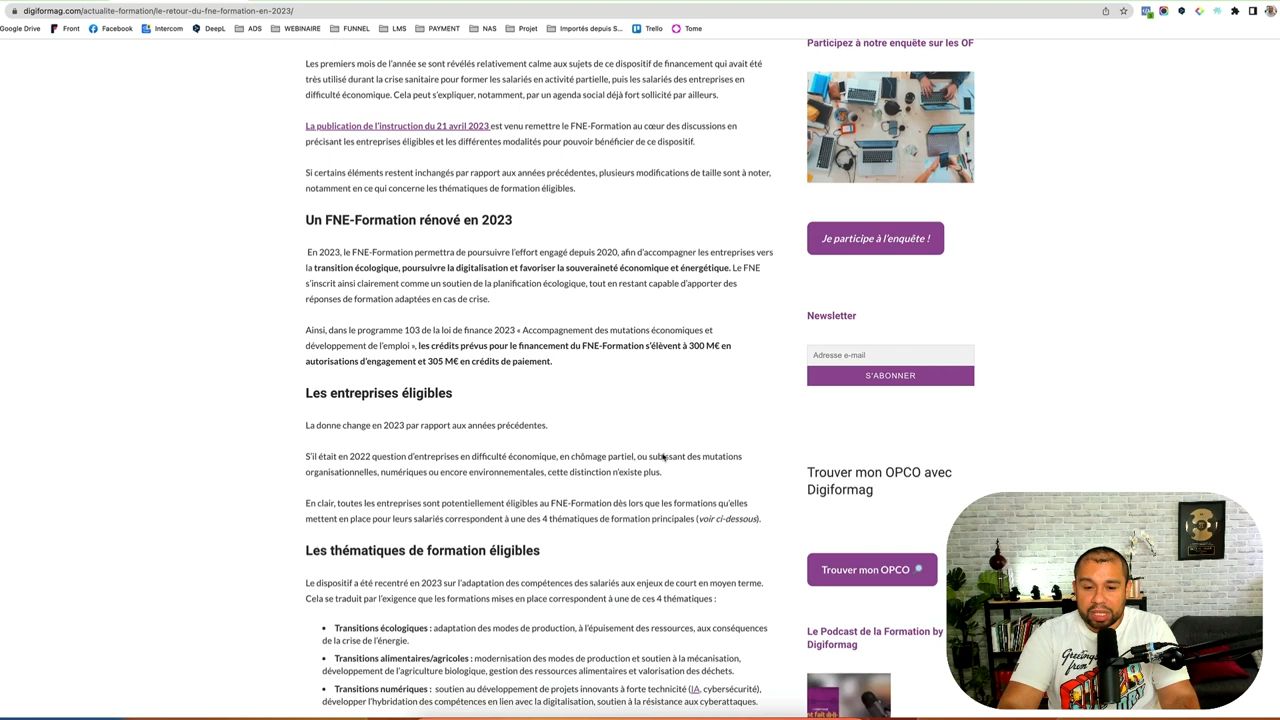 digiformag.com/actualite-formation/le-retour-du-fne-formation-en-2023/
Google Drive Front Facebook Intercom DeepL ADS WEBINAIRE FUNNEL LMS PAYMENT NAS Projet Importés depuis S... Trello Tome
Les premiers mois de l'année se sont révélés relativement calme aux sujets de ce dispositif de financement qui avait été
très utilisé durant la crise sanitaire pour former les salariés en activité partielle, puis les salariés des entreprises en
difficulté économique. Cela peut s'expliquer, notamment, par un agenda social déjà fort sollicité par ailleurs.
La publication de l'instruction du 21 avril 2023 est venu remettre le FNE-Formation au cœur des discussions en
précisant les entreprises éligibles et les différentes modalités pour pouvoir bénéficier de ce dispositif.
Si certains éléments restent inchangés par rapport aux années précédentes, plusieurs modifications de taille sont à noter,
notamment en ce qui concerne les thématiques de formation éligibles.
Un FNE-Formation rénové en 2023
En 2023, le FNE-Formation permettra de poursuivre l'effort engagé depuis 2020, afin d'accompagner les entreprises vers
la transition écologique, poursuivre la digitalisation et favoriser la souveraineté économique et énergétique. Le FNE
s'inscrit ainsi clairement comme un soutien de la planification écologique, tout en restant capable d'apporter des
réponses de formation adaptées en cas de crise.
Ainsi, dans le programme 103 de la loi de finance 2023 « Accompagnement des mutations économiques et
développement de l'emploi », les crédits prévus pour le financement du FNE-Formation s'élèvent à 300 M€ en
autorisations d'engagement et 305 M€ en crédits de paiement.
Les entreprises éligibles
La donne change en 2023 par rapport aux années précédentes.
S'il était en 2022 question d'entreprises en difficulté économique, en chômage partiel, ou subissant des mutations
organisationnelles, numériques ou encore environnementales, cette distinction n'existe plus.
En clair, toutes les entreprises sont potentiellement éligibles au FNE-Formation dès lors que les formations qu'elles
mettent en place pour leurs salariés correspondent à une des 4 thématiques de formation principales (voir ci-dessous).
Les thématiques de formation éligibles
Le dispositif a été recentré en 2023 sur l'adaptation des compétences des salariés aux enjeux de court en moyen terme.
Cela se traduit par l'exigence que les formations mises en place correspondent à une de ces 4 thématiques :
• Transitions écologiques : adaptation des modes de production, à l'épuisement des ressources, aux conséquences
de la crise de l'énergie.
• Transitions alimentaires/agricoles : modernisation des modes de production et soutien à la mécanisation,
développement de l'agriculture biologique, gestion des ressources alimentaires et valorisation des déchets.
• Transitions numériques : soutien au développement de projets innovants à forte technicité (IA, cybersécurité),
développer l'hybridation des compétences en lien avec la digitalisation, soutien à la résistance aux cyberattaques.
Participez à notre enquête sur les OF
Je participe à l'enquête !
Newsletter
Adresse e-mail
S'ABONNER
Trouver mon OPCO avec
Digiformag
Trouver mon OPCO
Le Podcast de la Formation by
Digiformag
Greetings
from